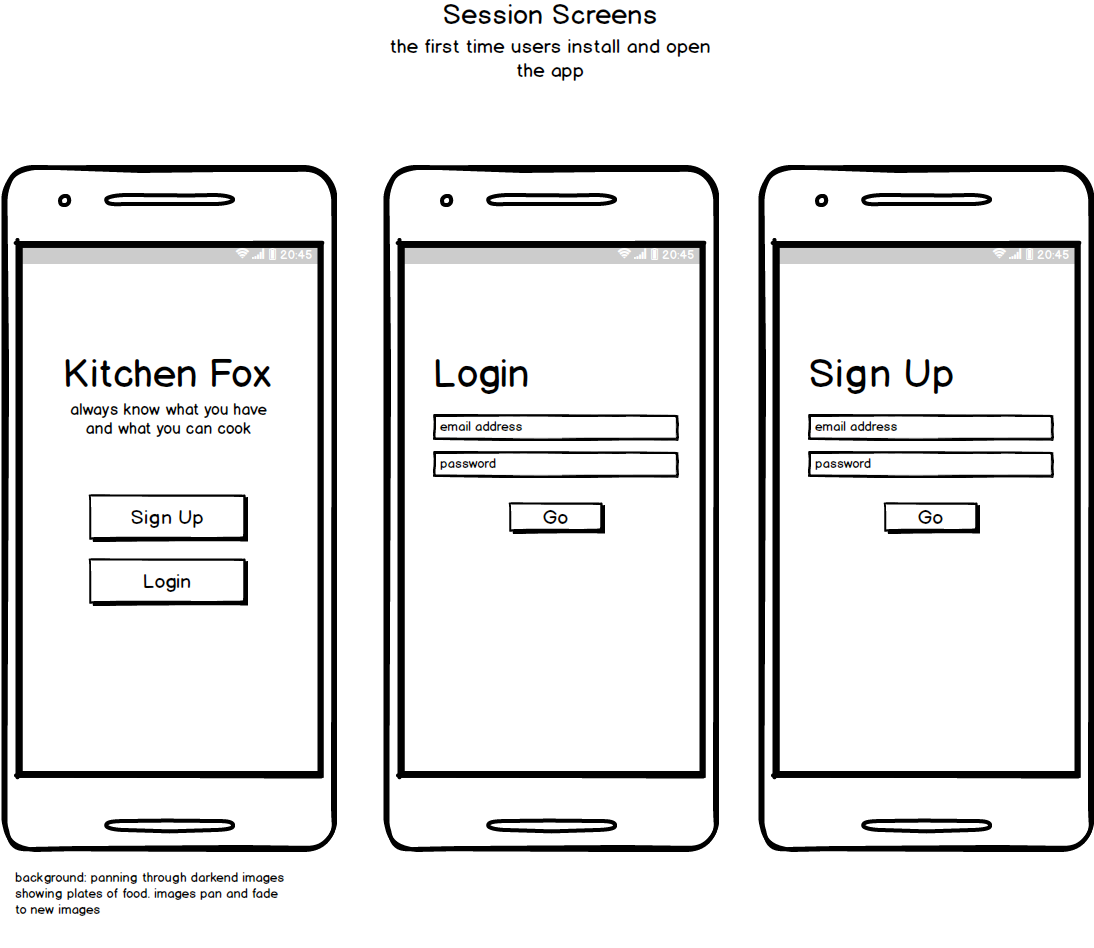 Session Screens
the first time users install and open
the app
20:45
Kitchen Fox
always know what you have
and what you can cook
Sign Up
Login
20:45
Login
email address
password
Go
20:45
Sign Up
email address
password
Go
background: panning through darkend images
showing plates of food. images pan and fade
to new images